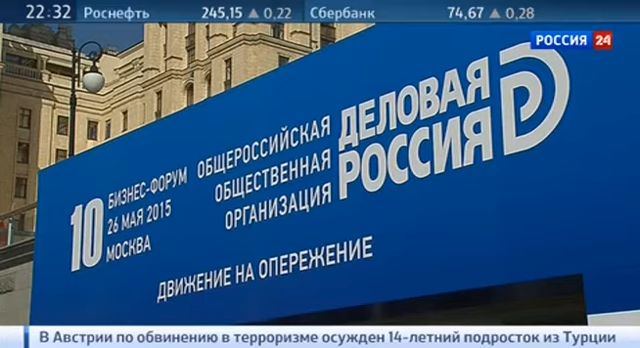 22:32 Роснефть 245,15 ▲ 0,22 Сбербанк 74,67 ▲ 0,28
РОССИЯ 24
10
БИЗНЕС-ФОРУМ
26 МАЯ 2015
МОСКВА
ОБЩЕРОССИЙСКАЯ
ОБЩЕСТВЕННАЯ
ОРГАНИЗАЦИЯ
ДЕЛОВАЯ
РОССИЯ
ДВИЖЕНИЕ НА ОПЕРЕЖЕНИЕ
В Австрии по обвинению в терроризме осужден 14-летний подросток из Турции